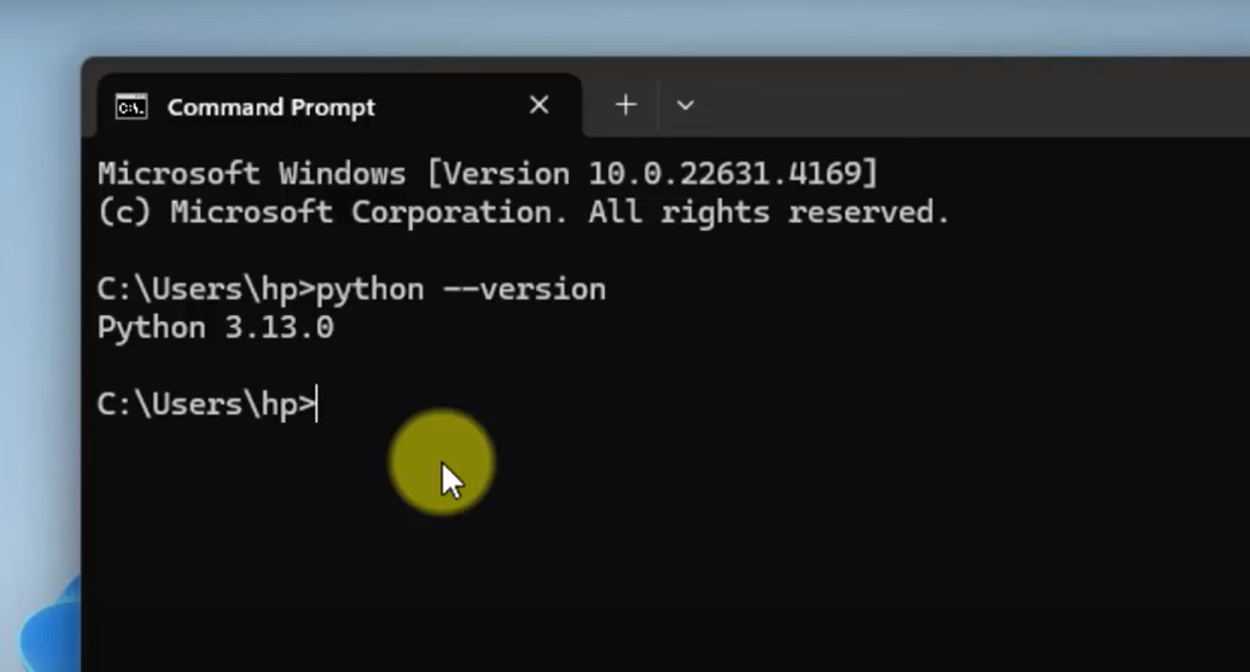 Command Prompt
Microsoft Windows [Version 10.0.22631.4169]
(c) Microsoft Corporation. All rights reserved.
C:\Users\hp>python --version
Python 3.13.0
C:\Users\hp>